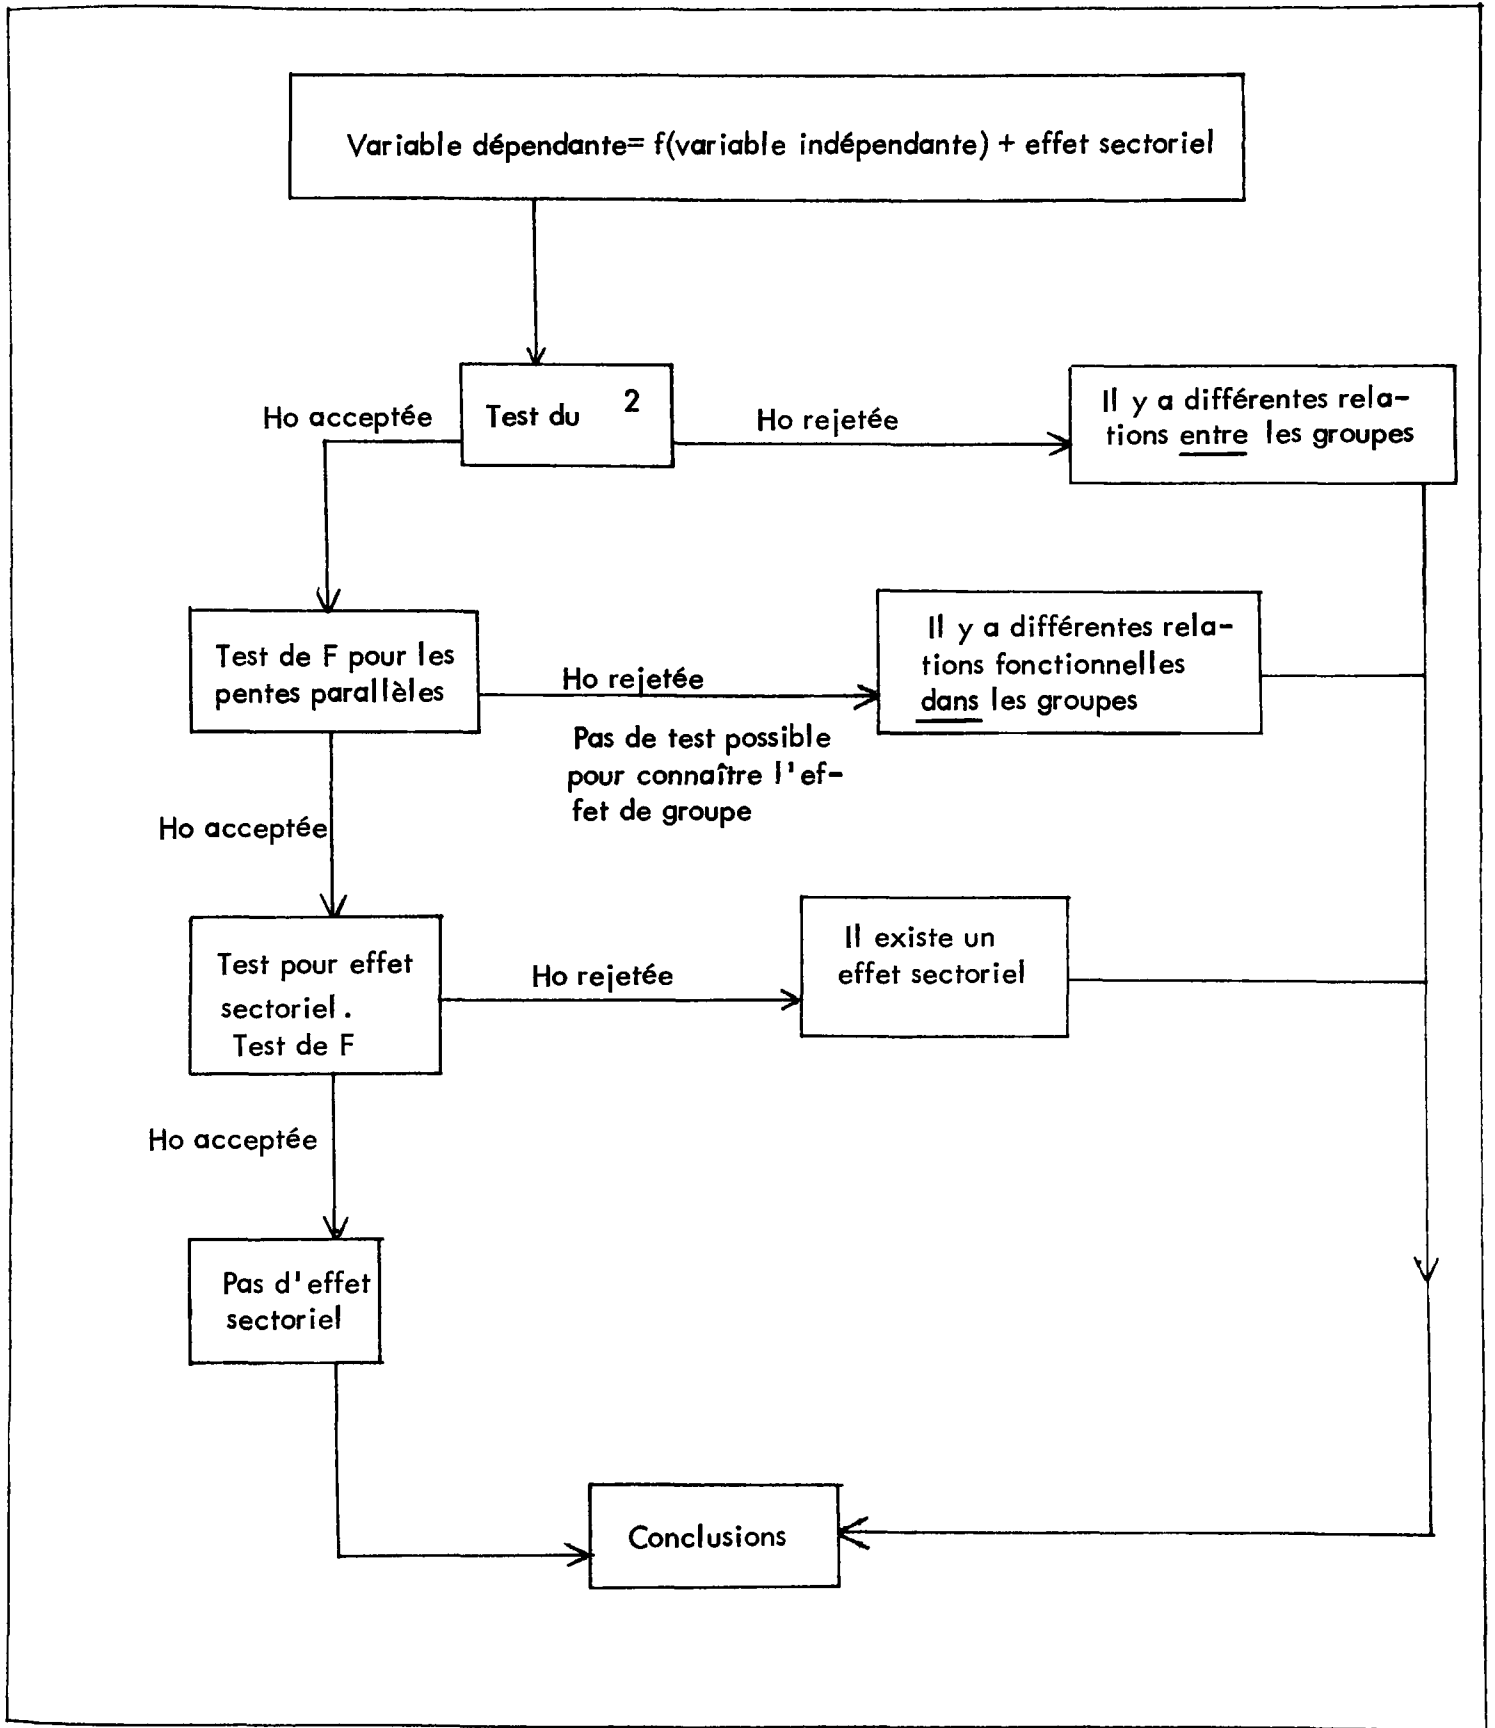 Variable dépendante= f(variable indépendante) + effet sectoriel
Ho acceptée
Test du 2
Ho rejetée
Il y a différentes rela-
tions entre les groupes
Test de F pour les
pentes parallèles
Ho rejetée
Pas de test possible
pour connaître l'ef-
fet de groupe
Il y a différentes rela-
tions fonctionnelles
dans les groupes
Ho acceptée
Test pour effet
sectoriel.
Test de F
Ho rejetée
Il existe un
effet sectoriel
Ho acceptée
Pas d'effet
sectoriel
Conclusions